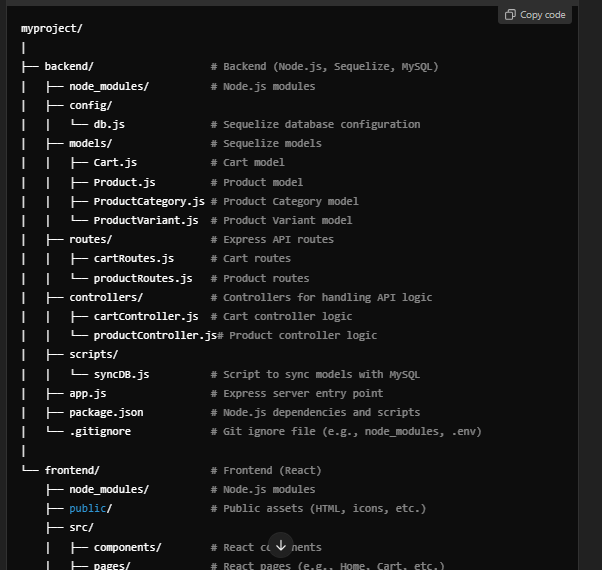 Copy code
myproject/
|
├── backend/                  # Backend (Node.js, Sequelize, MySQL)
|   ├── node_modules/         # Node.js modules
|   ├── config/
|   |   └── db.js             # Sequelize database configuration
|   ├── models/               # Sequelize models
|   |   ├── Cart.js           # Cart model
|   |   ├── Product.js        # Product model
|   |   ├── ProductCategory.js # Product Category model
|   |   └── ProductVariant.js  # Product Variant model
|   ├── routes/               # Express API routes
|   |   ├── cartRoutes.js     # Cart routes
|   |   └── productRoutes.js  # Product routes
|   ├── controllers/          # Controllers for handling API logic
|   |   ├── cartController.js  # Cart controller logic
|   |   └── productController.js# Product controller logic
|   ├── scripts/
|   |   └── syncDB.js         # Script to sync models with MySQL
|   ├── app.js                # Express server entry point
|   ├── package.json          # Node.js dependencies and scripts
|   └── .gitignore            # Git ignore file (e.g., node_modules, .env)
|
└── frontend/                 # Frontend (React)
    ├── node_modules/         # Node.js modules
    ├── public/               # Public assets (HTML, icons, etc.)
    ├── src/
    |   ├── components/       # React
    |   ├── pages/            # React pages (e.g., Home, Cart, etc.)